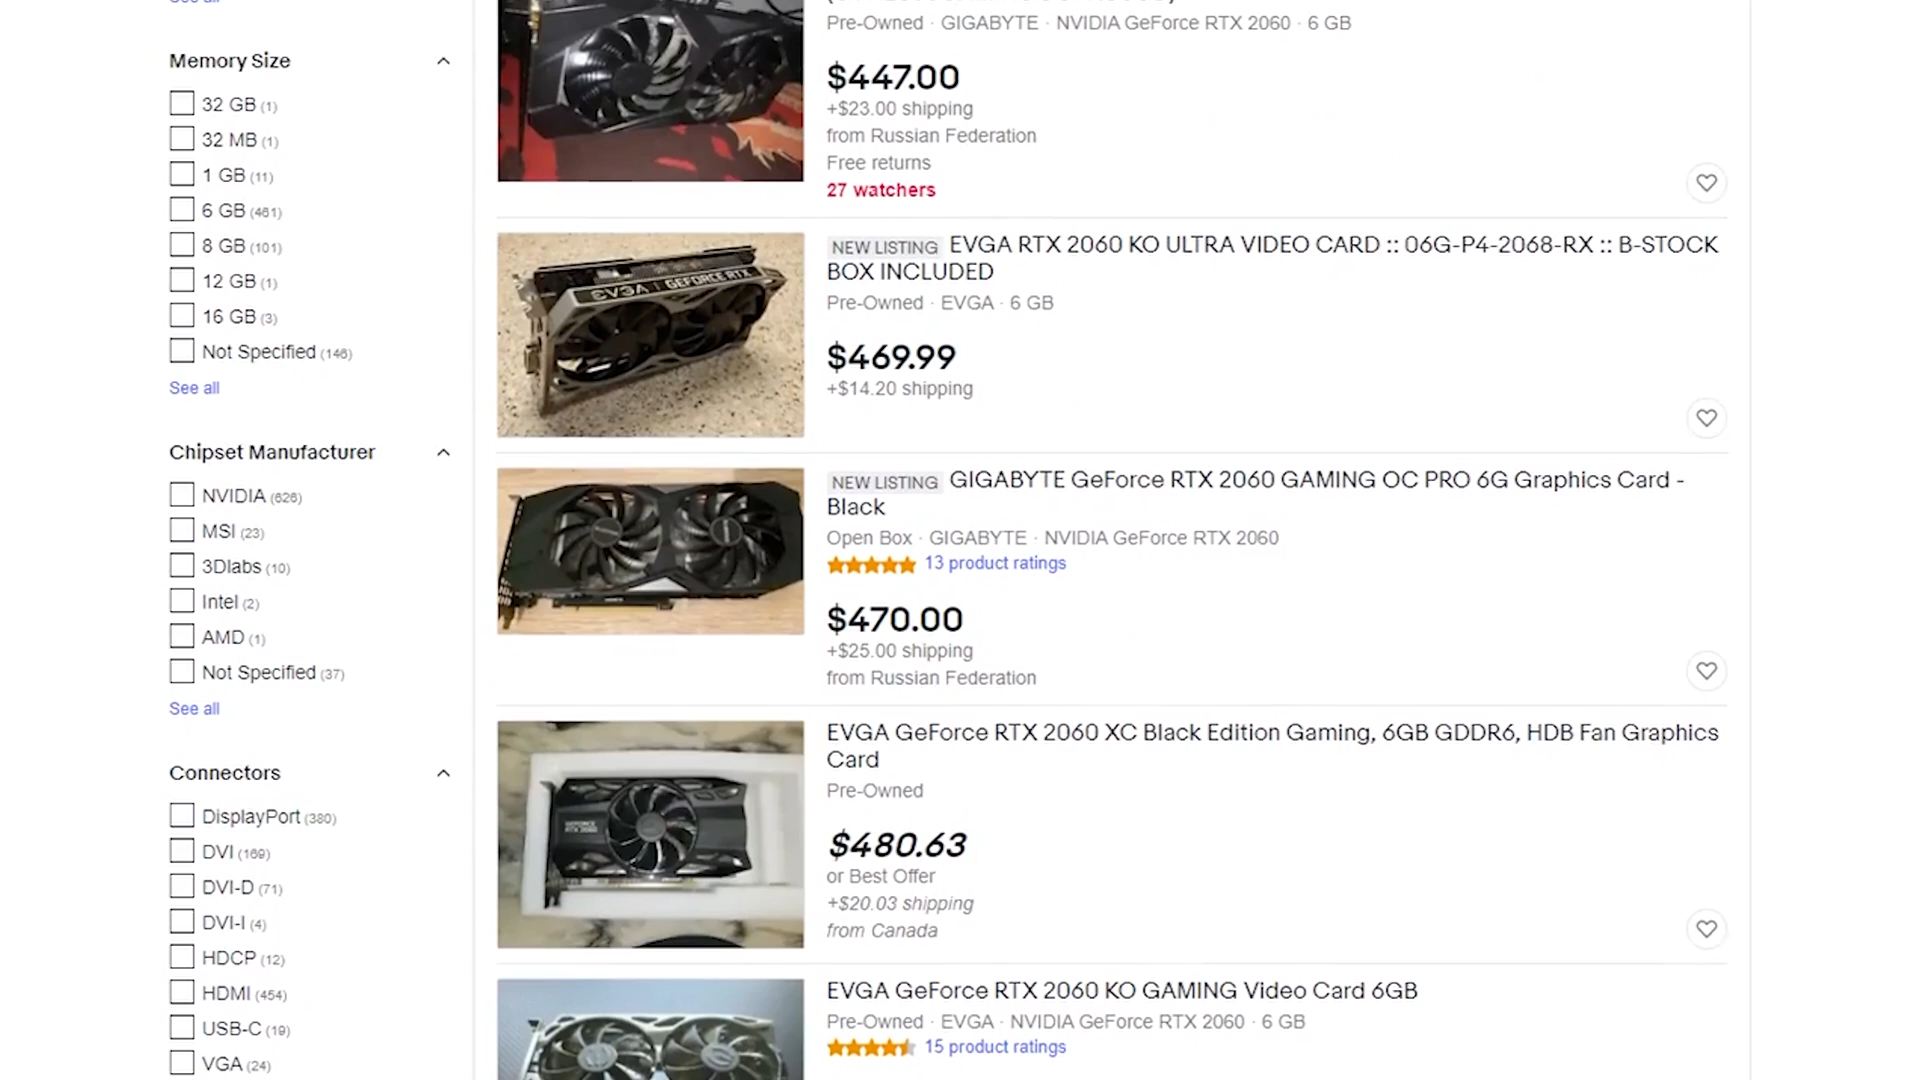 Memory Size
32 GB (1)
32 MB (1)
1 GB (11)
6 GB (461)
8 GB (101)
12 GB (1)
16 GB (3)
Not Specified (146)
See all
Chipset Manufacturer
NVIDIA (626)
MSI (23)
3Dlabs (10)
Intel (2)
AMD (1)
Not Specified (37)
See all
Connectors
DisplayPort (380)
DVI (169)
DVI-D (71)
DVI-I (4)
HDCP (12)
HDMI (454)
USB-C (19)
VGA (24)
Pre-Owned · GIGABYTE · NVIDIA GeForce RTX 2060 · 6 GB
$447.00
+$23.00 shipping
from Russian Federation
Free returns
27 watchers
EVGA | GEFORCE RTX
NEW LISTING EVGA RTX 2060 KO ULTRA VIDEO CARD :: 06G-P4-2068-RX :: B-STOCK
BOX INCLUDED
Pre-Owned · EVGA · 6 GB
$469.99
+$14.20 shipping
NEW LISTING GIGABYTE GeForce RTX 2060 GAMING OC PRO 6G Graphics Card -
Black
Open Box · GIGABYTE · NVIDIA GeForce RTX 2060
13 product ratings
$470.00
+$25.00 shipping
from Russian Federation
EVGA GeForce RTX 2060 XC Black Edition Gaming, 6GB GDDR6, HDB Fan Graphics
Card
Pre-Owned
$480.63
or Best Offer
+$20.03 shipping
from Canada
EVGA GeForce RTX 2060 KO GAMING Video Card 6GB
Pre-Owned · EVGA · NVIDIA GeForce RTX 2060 · 6 GB
15 product ratings